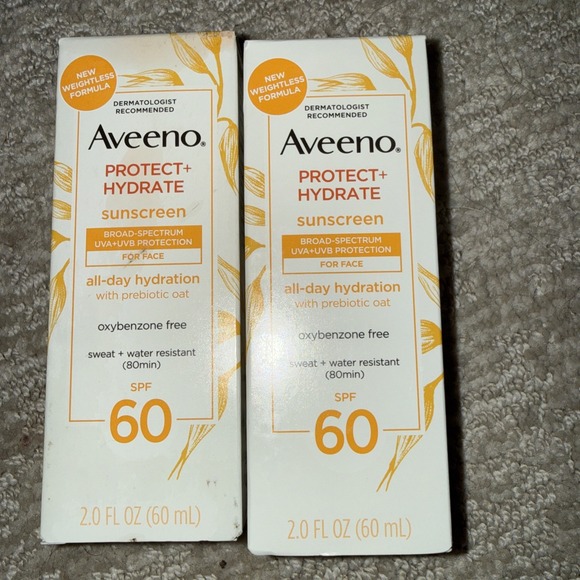 NEW
WEIGHTLESS
FORMULA
DERMATOLOGIST
RECOMMENDED
Aveeno®
PROTECT+
HYDRATE
sunscreen
BROAD-SPECTRUM
UVA+UVB PROTECTION
FOR FACE
all-day hydration
with prebiotic oat
oxybenzone free
sweat + water resistant
(80min)
SPF
60
2.0 FL OZ (60 mL)
NEW
WEIGHTLESS
FORMULA
DERMATOLOGIST
RECOMMENDED
Aveeno®
PROTECT+
HYDRATE
sunscreen
BROAD-SPECTRUM
UVA+UVB PROTECTION
FOR FACE
all-day hydration
with prebiotic oat
oxybenzone free
sweat + water resistant
(80min)
SPF
60
2.0 FL OZ (60 mL)